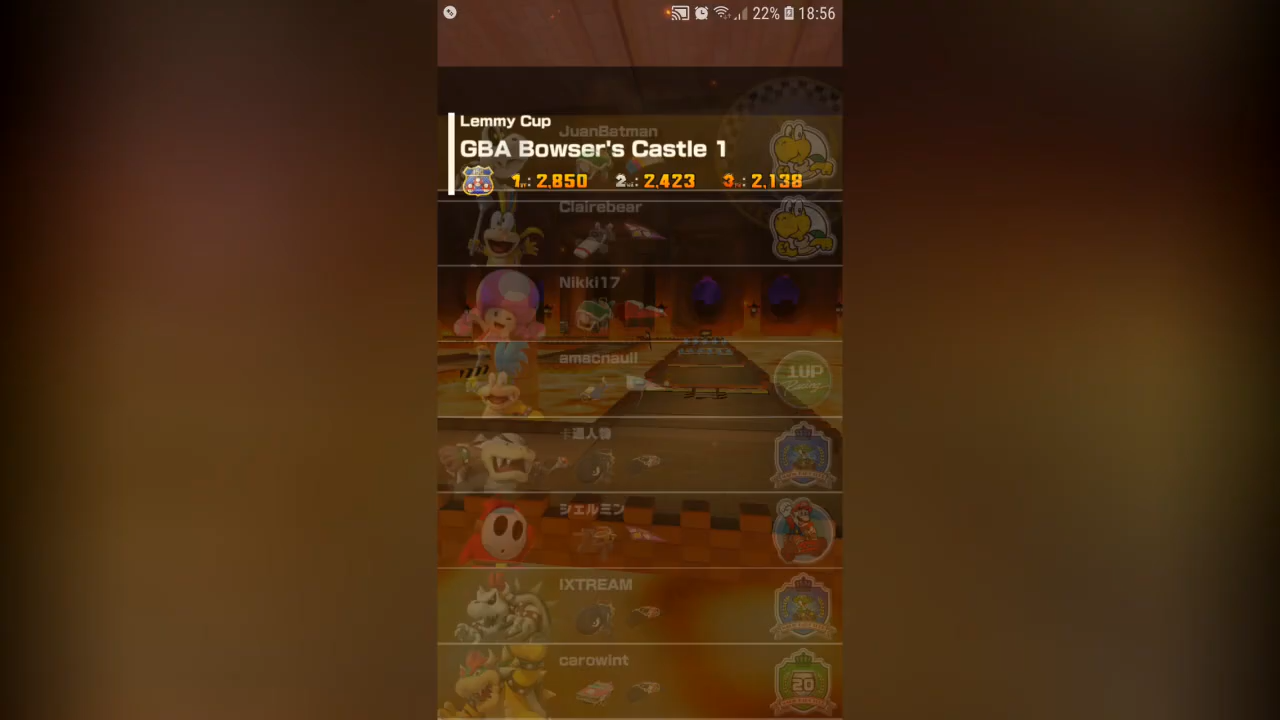 22% 18:56
Lemmy Cup
JuanBatman
GBA Bowser's Castle 1
1ST: 2,850 2ND: 2,423 3RD: 2,138
Clairebear
Nikki17
amacnaull
1UP
Racing
シェルミン
IXTREAM
carowint
20